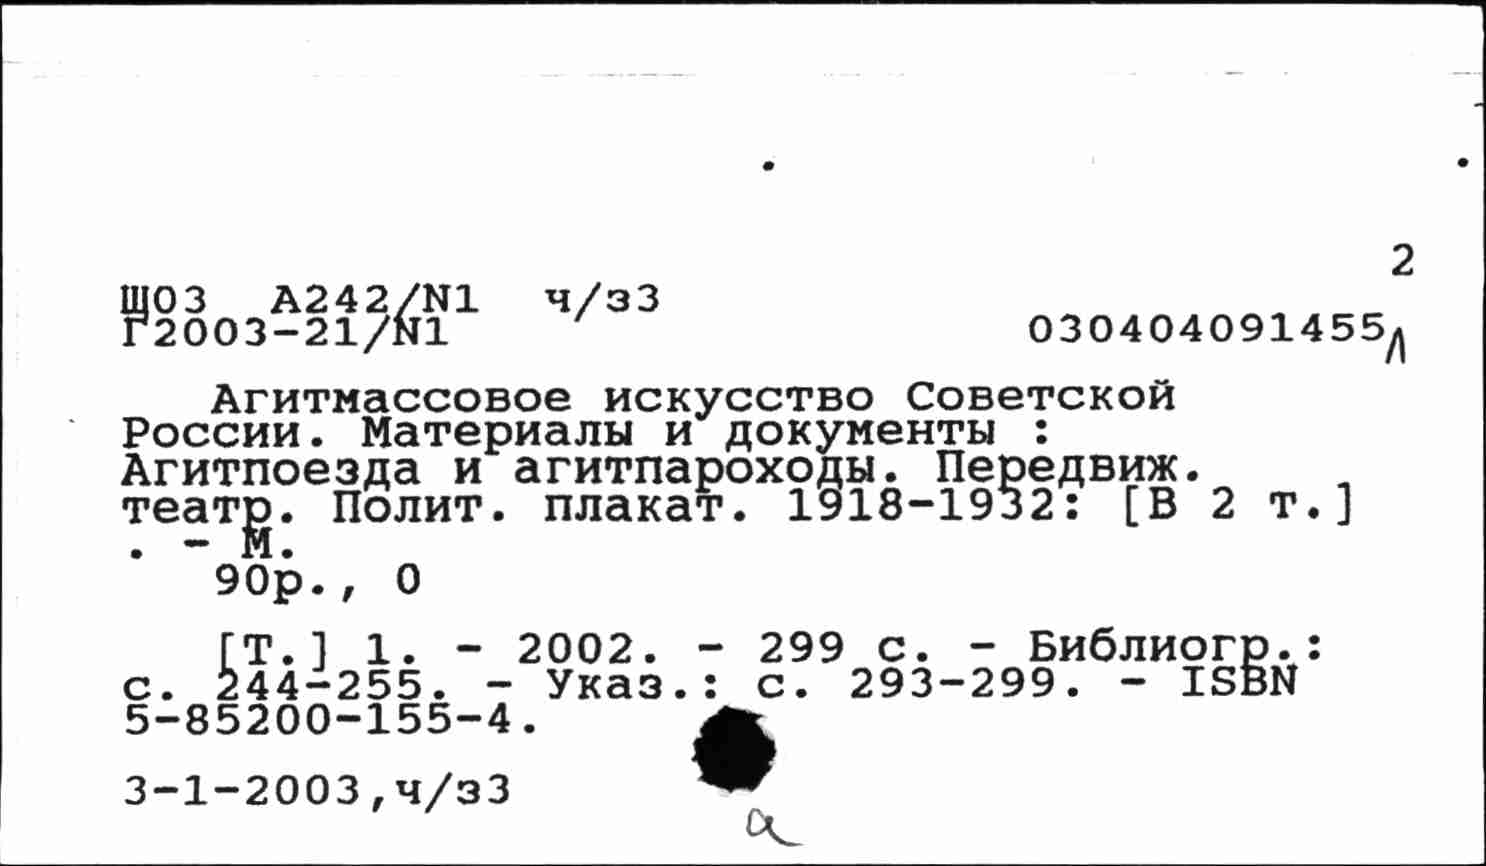 2
Щ03 А242/N1 ч/з3
Г2003-21/N1 030404091455
Агитмассовое искусство Советской
России. Материалы и документы :
Агитпоезда и агитпароходы. Передвиж.
театр. Полит. плакат. 1918-1932: [В 2 т.]
. - М.
90р., 0
[Т.] 1. - 2002. - 299 с. - Библиогр.:
с. 244-255. - Указ.: с. 293-299. - ISBN
5-85200-155-4.
3-1-2003,ч/з3
а